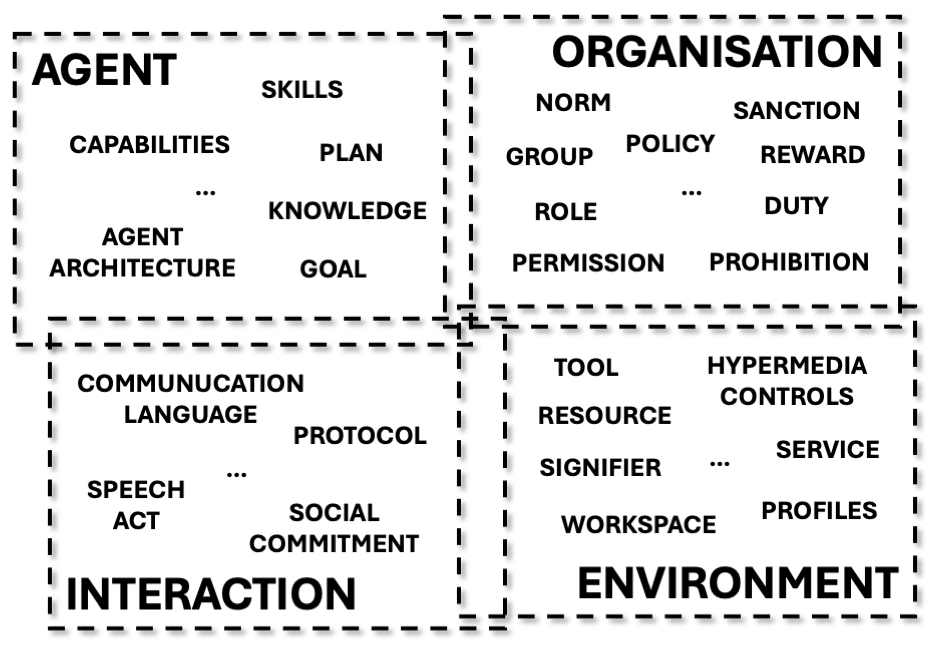 AGENT
SKILLS
CAPABILITIES
PLAN
...
KNOWLEDGE
AGENT
ARCHITECTURE
GOAL
ORGANISATION
NORM
SANCTION
POLICY
GROUP
REWARD
...
ROLE
DUTY
PERMISSION
PROHIBITION
COMMUNUCATION
LANGUAGE
PROTOCOL
...
SPEECH
ACT
SOCIAL
COMMITMENT
INTERACTION
TOOL
HYPERMEDIA
CONTROLS
RESOURCE
SERVICE
SIGNIFIER
...
PROFILES
WORKSPACE
ENVIRONMENT